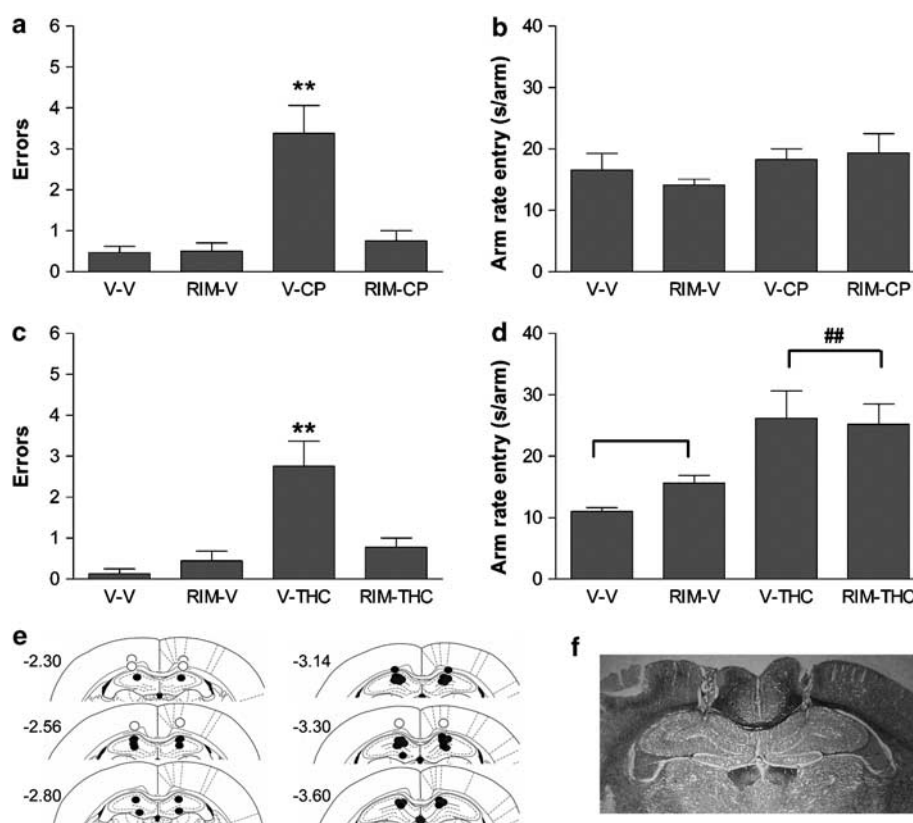 a
Errors
6
5
4
3
2
1
0
**
V-V RIM-V V-CP RIM-CP
b
Arm rate entry (s/arm)
40
30
20
10
0
V-V RIM-V V-CP RIM-CP
c
Errors
6
5
4
3
2
1
0
**
V-V RIM-V V-THC RIM-THC
d
Arm rate entry (s/arm)
40
30
20
10
0
##
V-V RIM-V V-THC RIM-THC
e
-2.30
-2.56
-2.80
-3.14
-3.30
-3.60
f